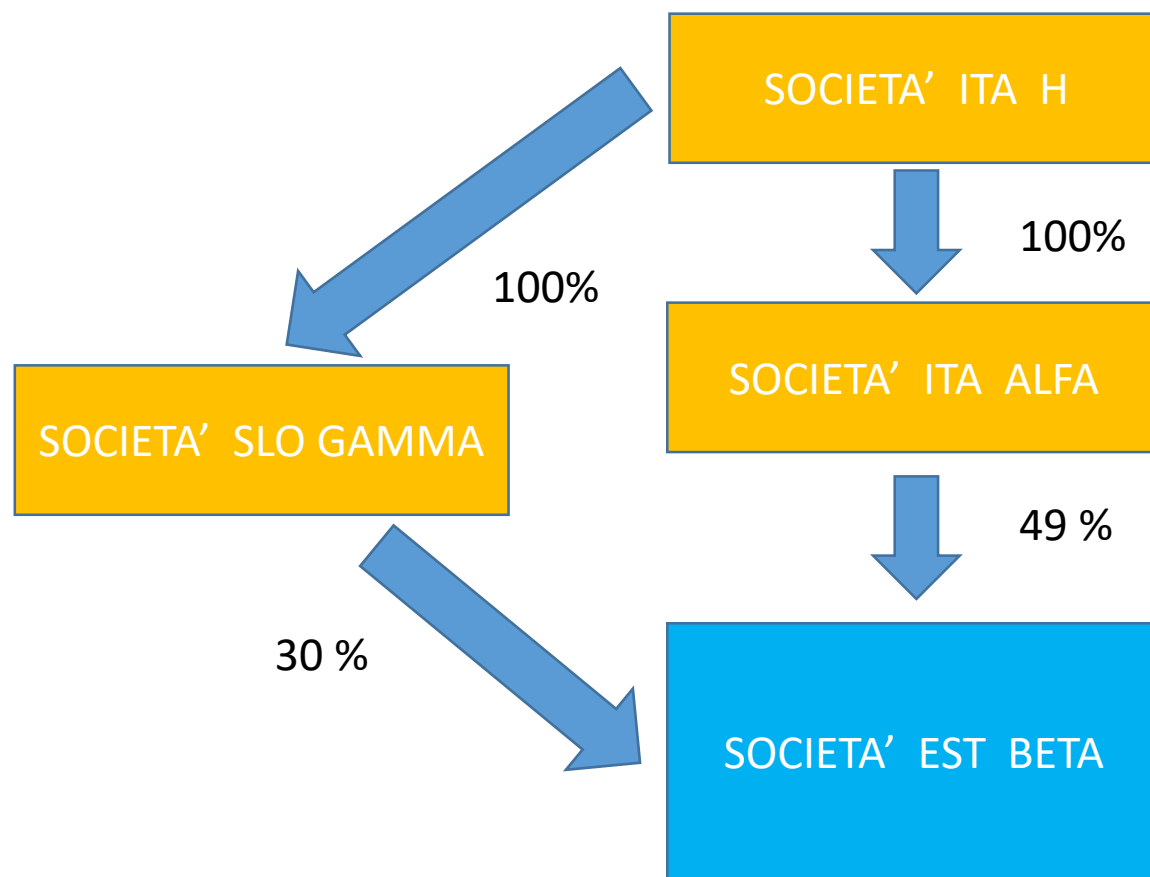 SOCIETA’ ITA H
100%
100%
SOCIETA’ ITA ALFA
SOCIETA’ SLO GAMMA
49 %
30 %
SOCIETA’ EST BETA